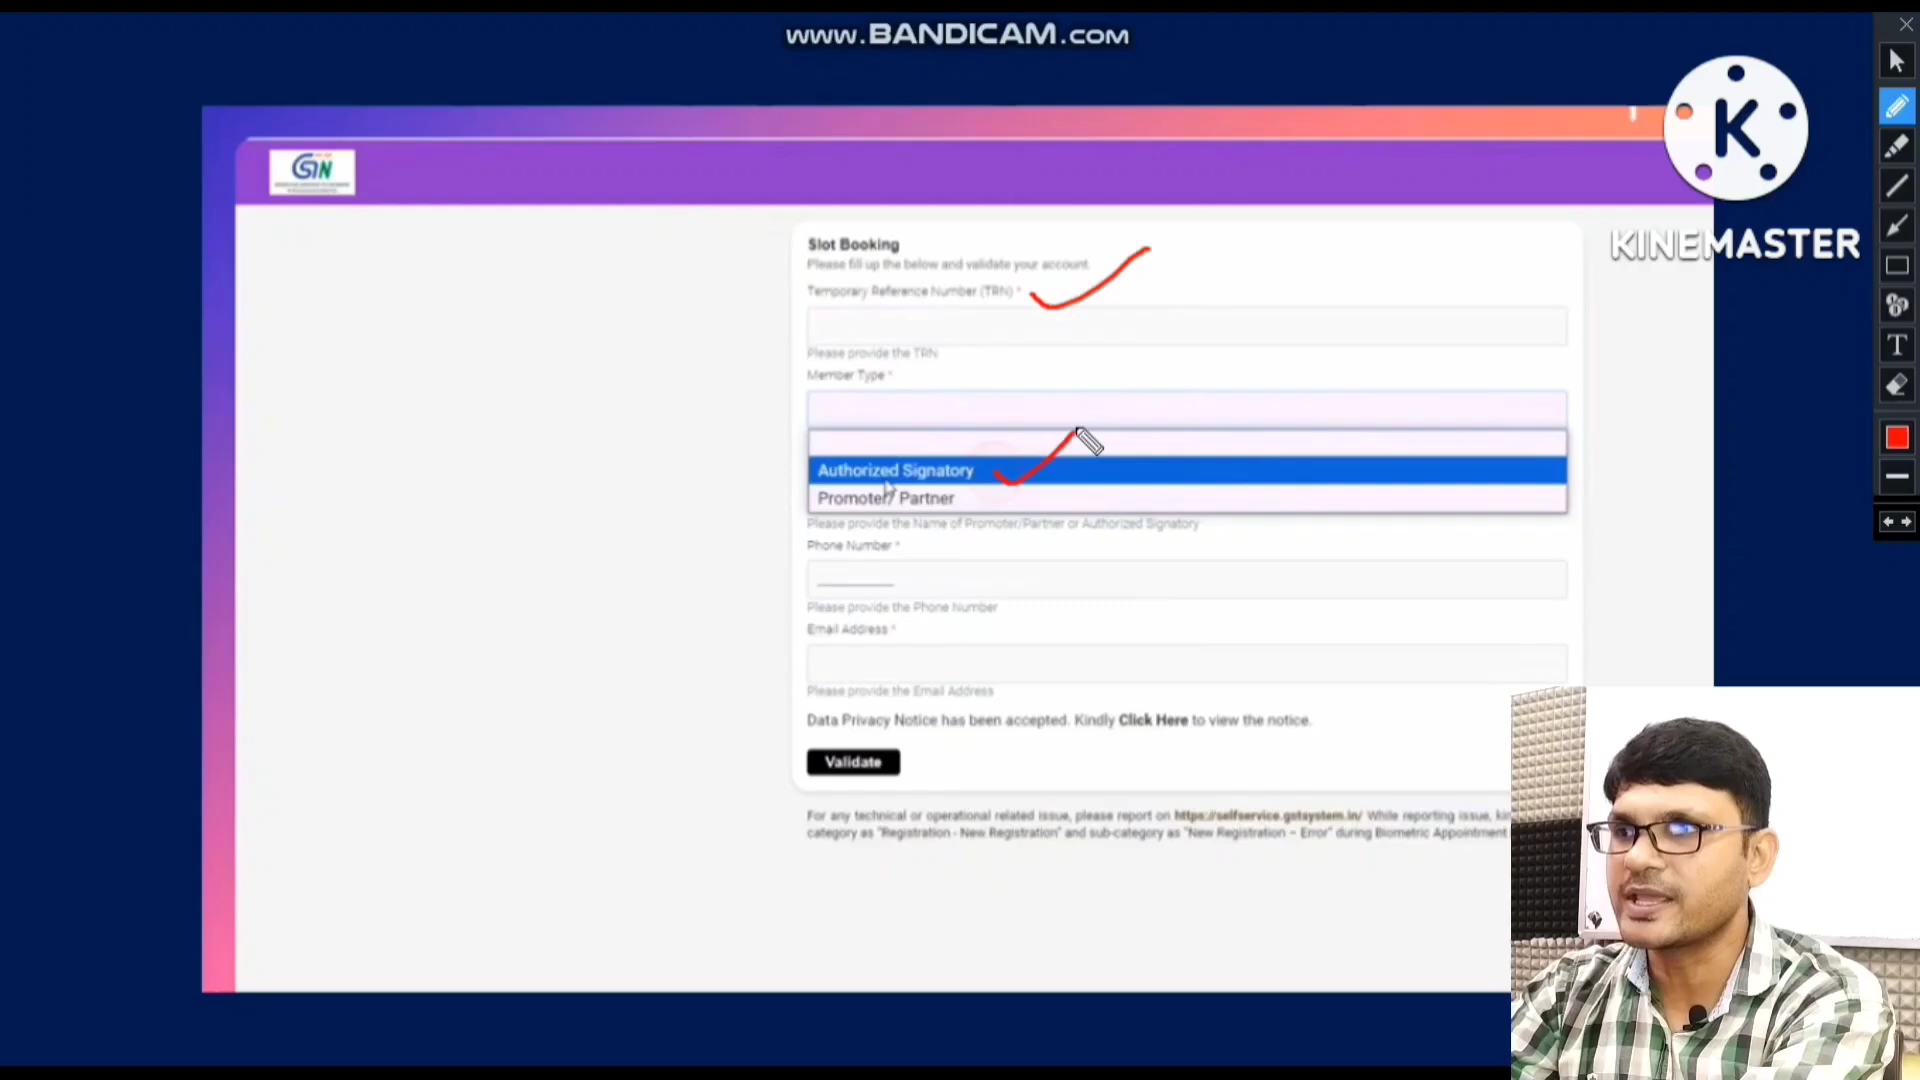 www.BANDICAM.com
K
KINEMASTER
GSTN
Slot Booking
Please fill up the below and validate your account.
Temporary Reference Number (TRN) *
Please provide the TRN
Member Type *
Authorized Signatory
Promoter/ Partner
Please provide the Name of Promoter/Partner or Authorized Signatory
Phone Number *
Please provide the Phone Number
Email Address *
Please provide the Email Address
Data Privacy Notice has been accepted. Kindly Click Here to view the notice.
Validate
For any technical or operational related issue, please report on https://selfservice.gstsystem.in/ While reporting issue,
category as "Registration - New Registration" and sub-category as "New Registration – Error" during Biometric Appointment
T